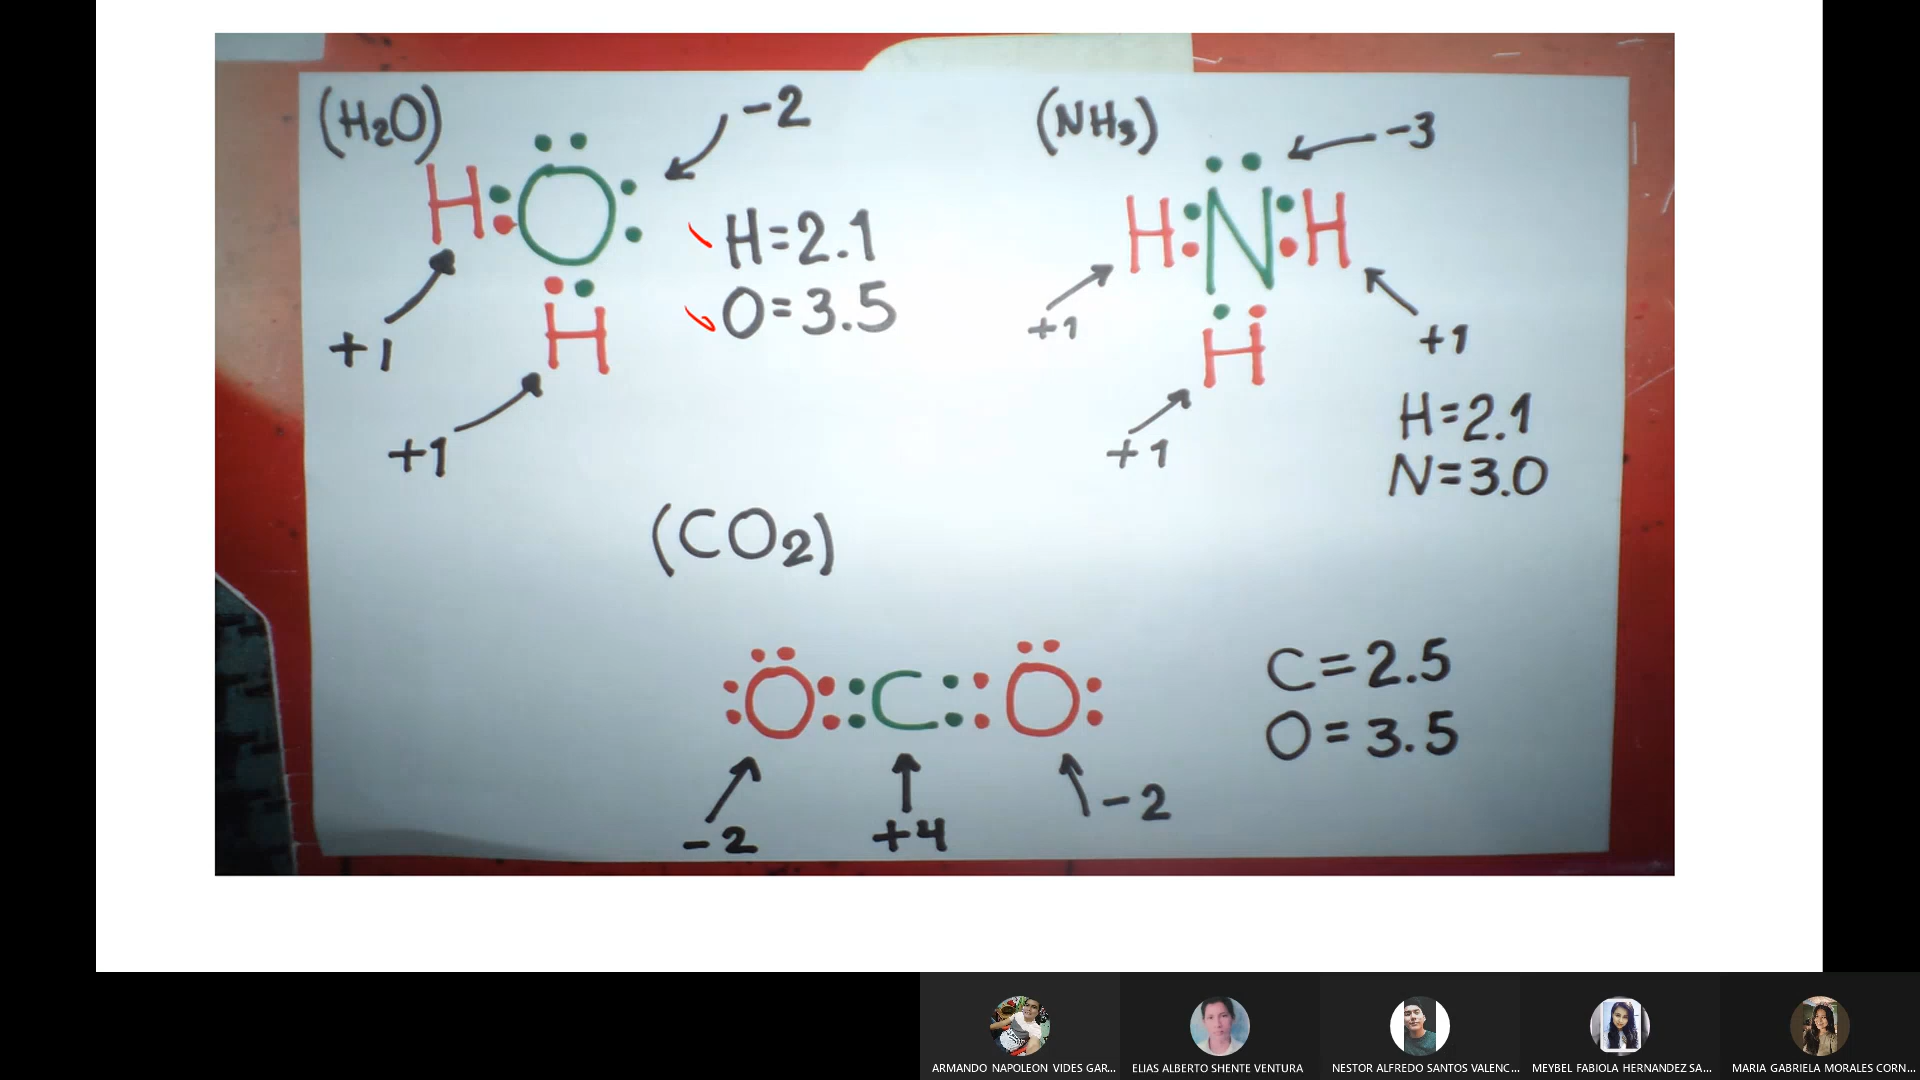 (H₂O)
-2
H O
H=2.1
O=3.5
+1
H
+1
(NH₃)
-3
H N H
+1
+1
H
+1
H=2.1
N=3.0
(CO₂)
O C O
C=2.5
O=3.5
-2
+4
-2
ARMANDO NAPOLEON VIDES GAR...
ELIAS ALBERTO SHENTE VENTURA
NESTOR ALFREDO SANTOS VALENC...
MEYBEL FABIOLA HERNANDEZ SA...
MARIA GABRIELA MORALES CORN...